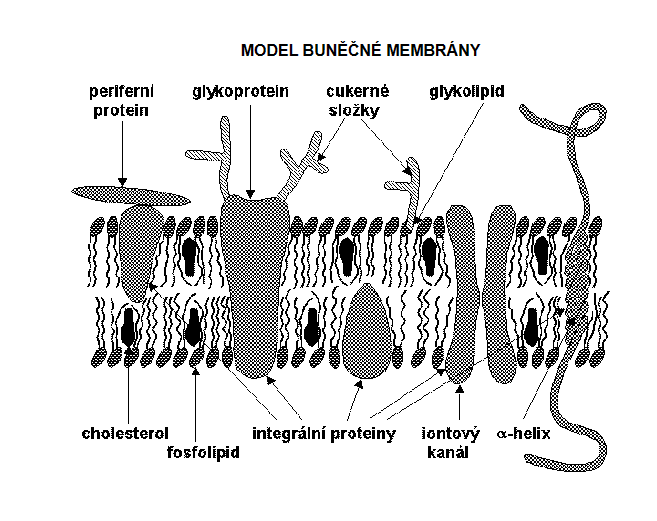 MODEL BUNĚČNÉ MEMBRÁNY
periferní
protein
glykoprotein
cukerné
složky
glykolipid
cholesterol
fosfolipid
integrální proteiny
iontový
kanál
α-helix